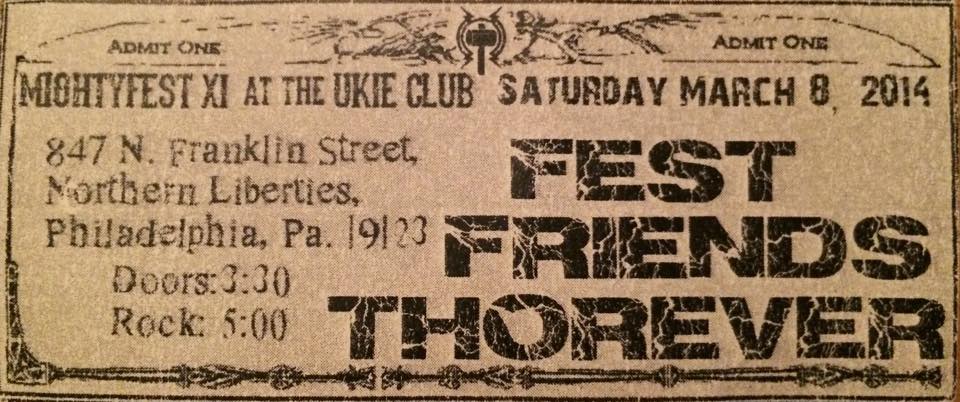 ADMIT ONE
ADMIT ONE
MIGHTYFEST XI AT THE UKIE CLUB SATURDAY MARCH 8, 2014
847 N. Franklin Street,
Northern Liberties,
Philadelphia, Pa. 19123
Doors:3:30
Rock: 5:00
FEST
FRIENDS
THOREVER